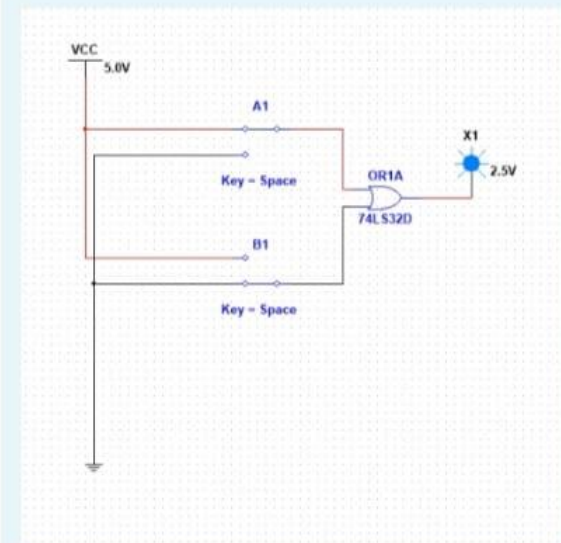 VCC
5.0V
A1
Key = Space
X1
2.5V
OR1A
74LS32D
B1
Key = Space